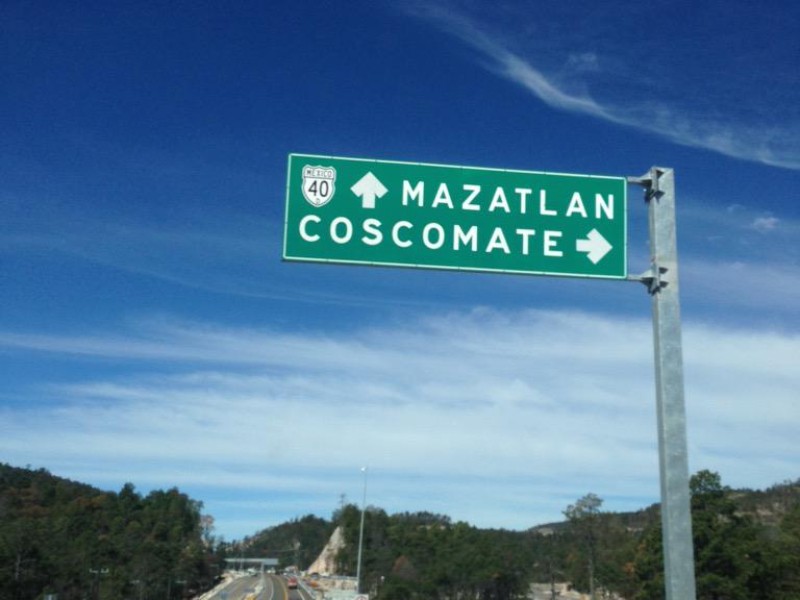 MEXICO
40
D
MAZATLAN
COSCOMATE